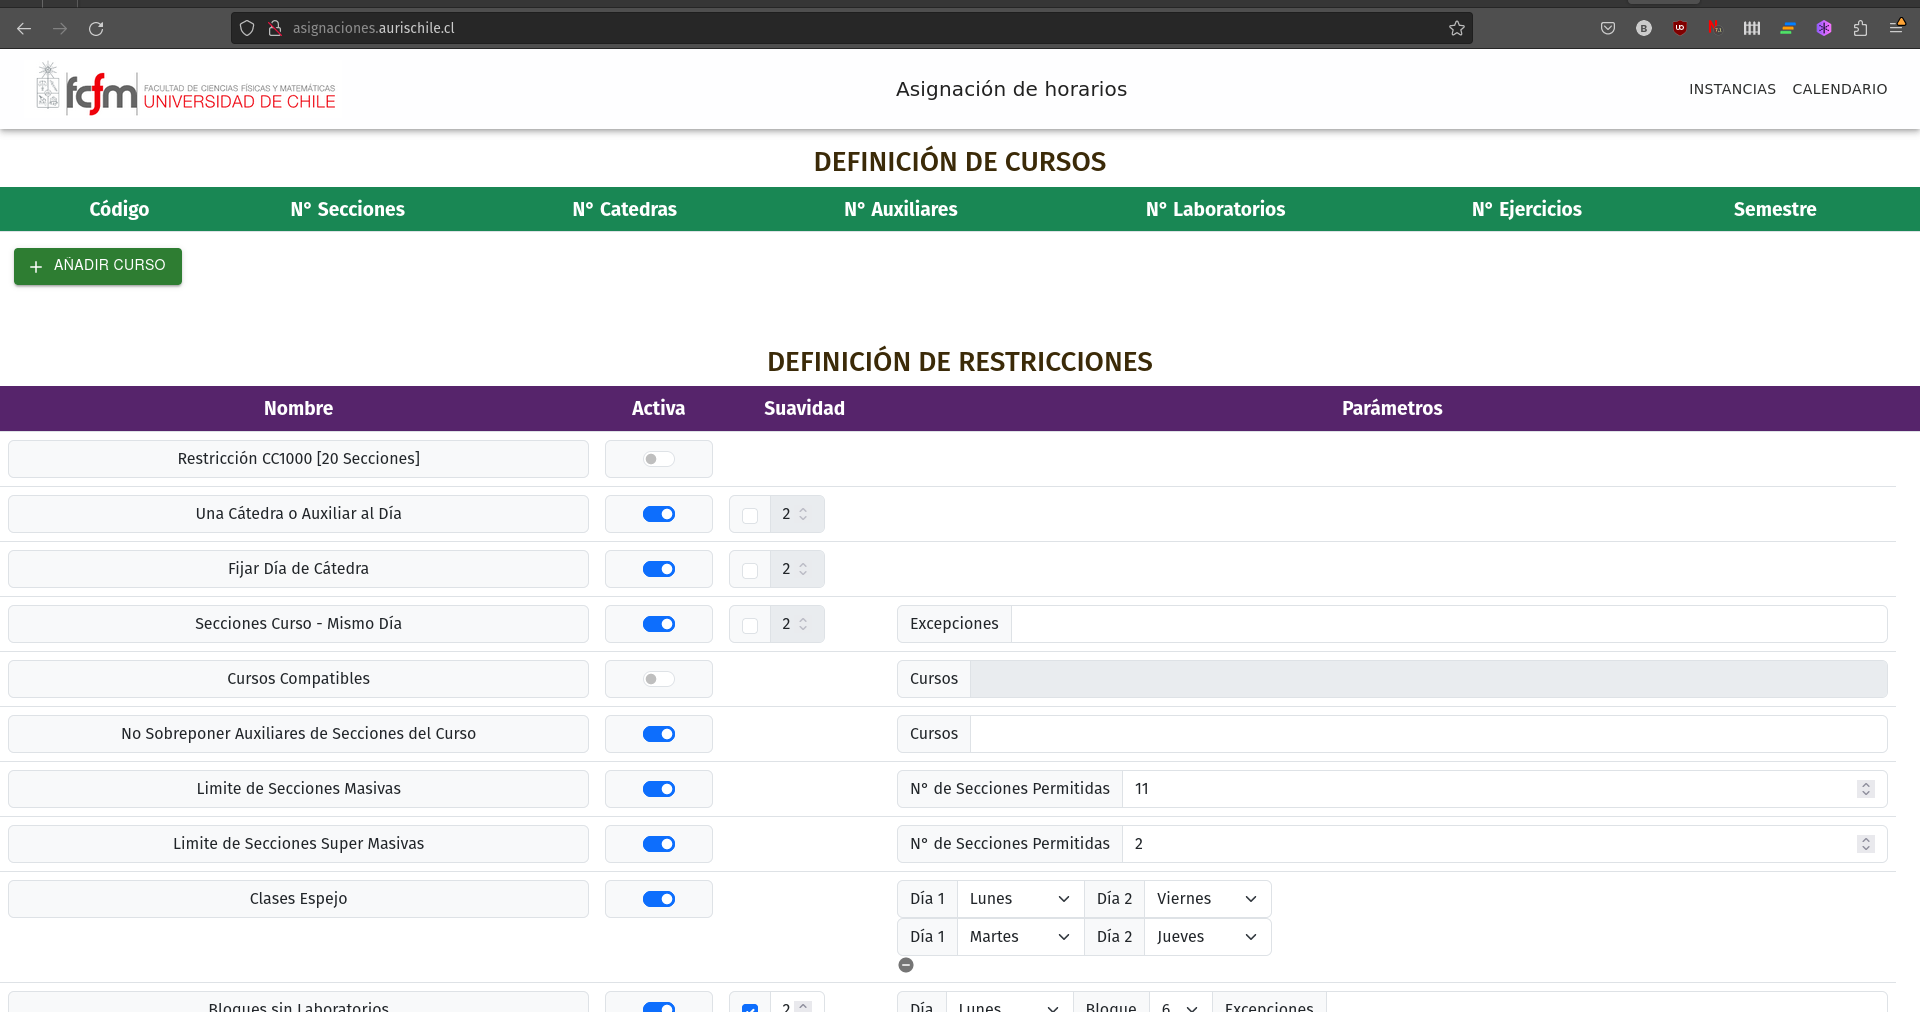 asignaciones.aurischile.cl
fcfm FACULTAD DE CIENCIAS FÍSICAS Y MATEMÁTICAS
UNIVERSIDAD DE CHILE
Asignación de horarios
INSTANCIAS CALENDARIO
DEFINICIÓN DE CURSOS
Código N° Secciones N° Catedras N° Auxiliares N° Laboratorios N° Ejercicios Semestre
+ AÑADIR CURSO
DEFINICIÓN DE RESTRICCIONES
Nombre Activa Suavidad Parámetros
Restricción CC1000 [20 Secciones]
Una Cátedra o Auxiliar al Día 2
Fijar Día de Cátedra 2
Secciones Curso - Mismo Día 2 Excepciones
Cursos Compatibles Cursos
No Sobreponer Auxiliares de Secciones del Curso Cursos
Limite de Secciones Masivas N° de Secciones Permitidas 11
Limite de Secciones Super Masivas N° de Secciones Permitidas 2
Clases Espejo Día 1 Lunes Día 2 Viernes
Día 1 Martes Día 2 Jueves
Bloques sin Laboratorios 2 Día Lunes Bloque 6 Excepciones